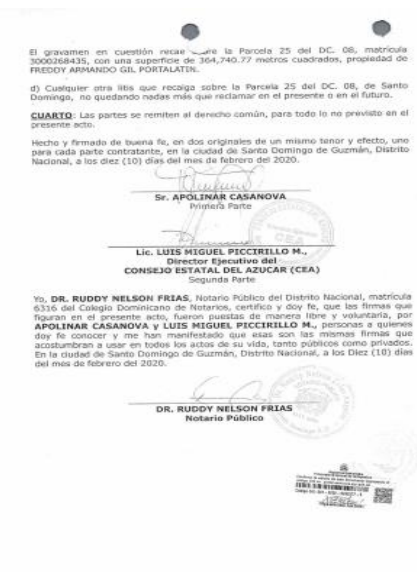 El gravamen en cuestión recae sobre la Parcela 25 del DC. 08, matrícula
3000268435, con una superficie de 364,740.77 metros cuadrados, propiedad de
FREDDY ARMANDO GIL PORTALATIN.
d) Cualquier otra litis que recaiga sobre la Parcela 25 del DC. 08, de Santo
Domingo, no quedando nadas más que reclamar en el presente o en el futuro.
CUARTO: Las partes se remiten al derecho común, para todo lo no previsto en el
presente acto.
Hecho y firmado de buena fe, en dos originales de un mismo tenor y efecto, uno
para cada parte contratante, en la ciudad de Santo Domingo de Guzmán, Distrito
Nacional, a los diez (10) días del mes de febrero del 2020.
Sr. APOLINAR CASANOVA
Primera Parte
Lic. LUIS MIGUEL PICCIRILLO M.,
Director Ejecutivo del
CONSEJO ESTATAL DEL AZUCAR (CEA)
Segunda Parte
Yo, DR. RUDDY NELSON FRIAS, Notario Público del Distrito Nacional, matrícula
6316 del Colegio Dominicano de Notarios, certifico y doy fe, que las firmas que
figuran en el presente acto, fueron puestas de manera libre y voluntaria, por
APOLINAR CASANOVA y LUIS MIGUEL PICCIRILLO M., personas a quienes
doy fe conocer y me han manifestado que esas son las mismas firmas que
acostumbran a usar en todos los actos de su vida, tanto públicos como privados.
En la ciudad de Santo Domingo de Guzmán, Distrito Nacional, a los Diez (10) días
del mes de febrero del 2020.
DR. RUDDY NELSON FRIAS
Notario Público